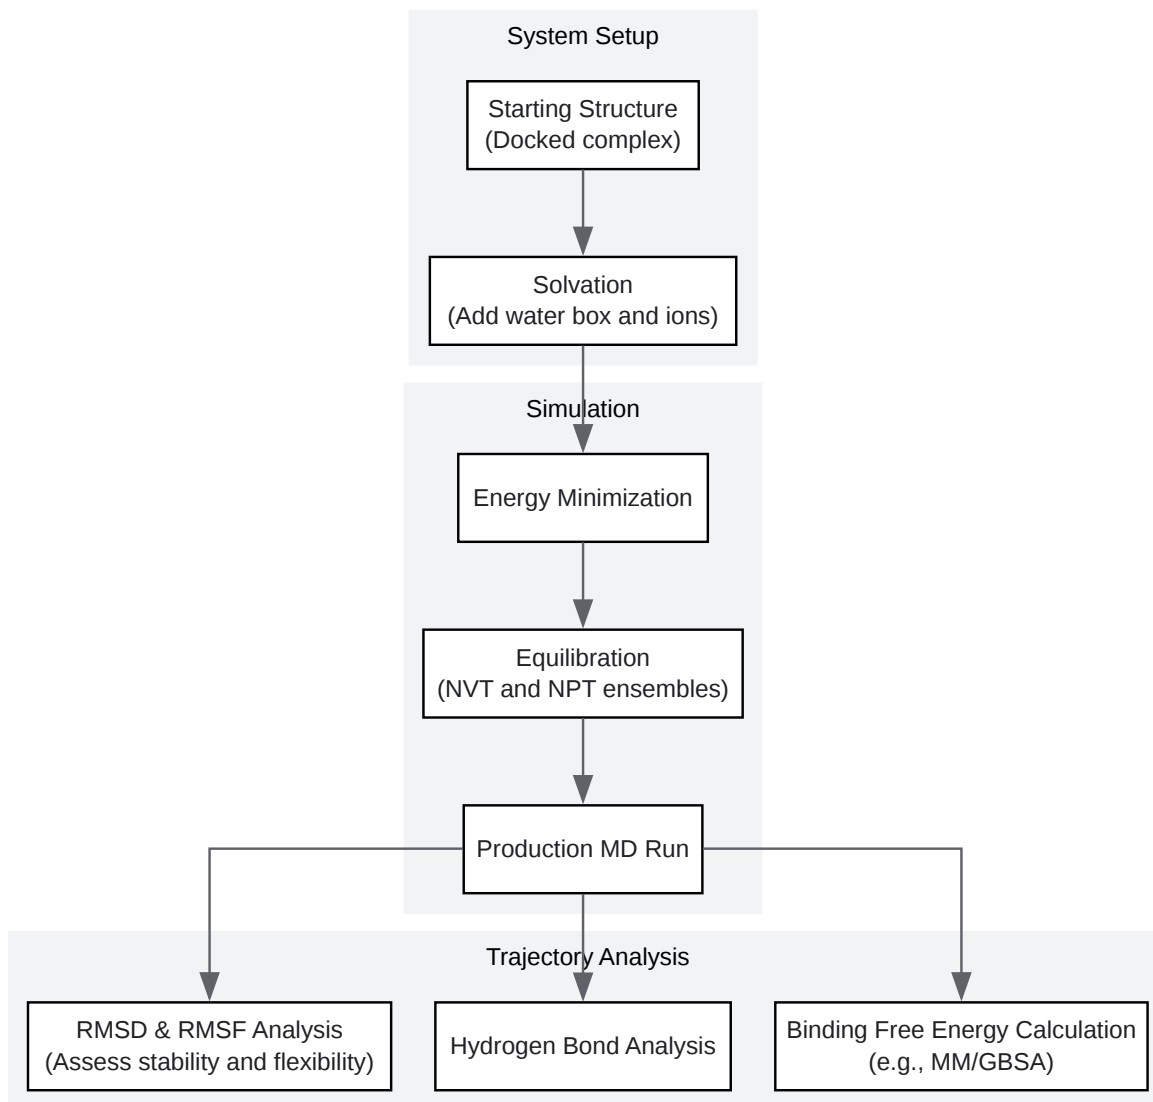 System Setup
Starting Structure
(Docked complex)
Solvation
(Add water box and ions)
Simulation
Energy Minimization
Equilibration
(NVT and NPT ensembles)
Production MD Run
Trajectory Analysis
RMSD & RMSF Analysis
(Assess stability and flexibility)
Hydrogen Bond Analysis
Binding Free Energy Calculation
(e.g., MM/GBSA)